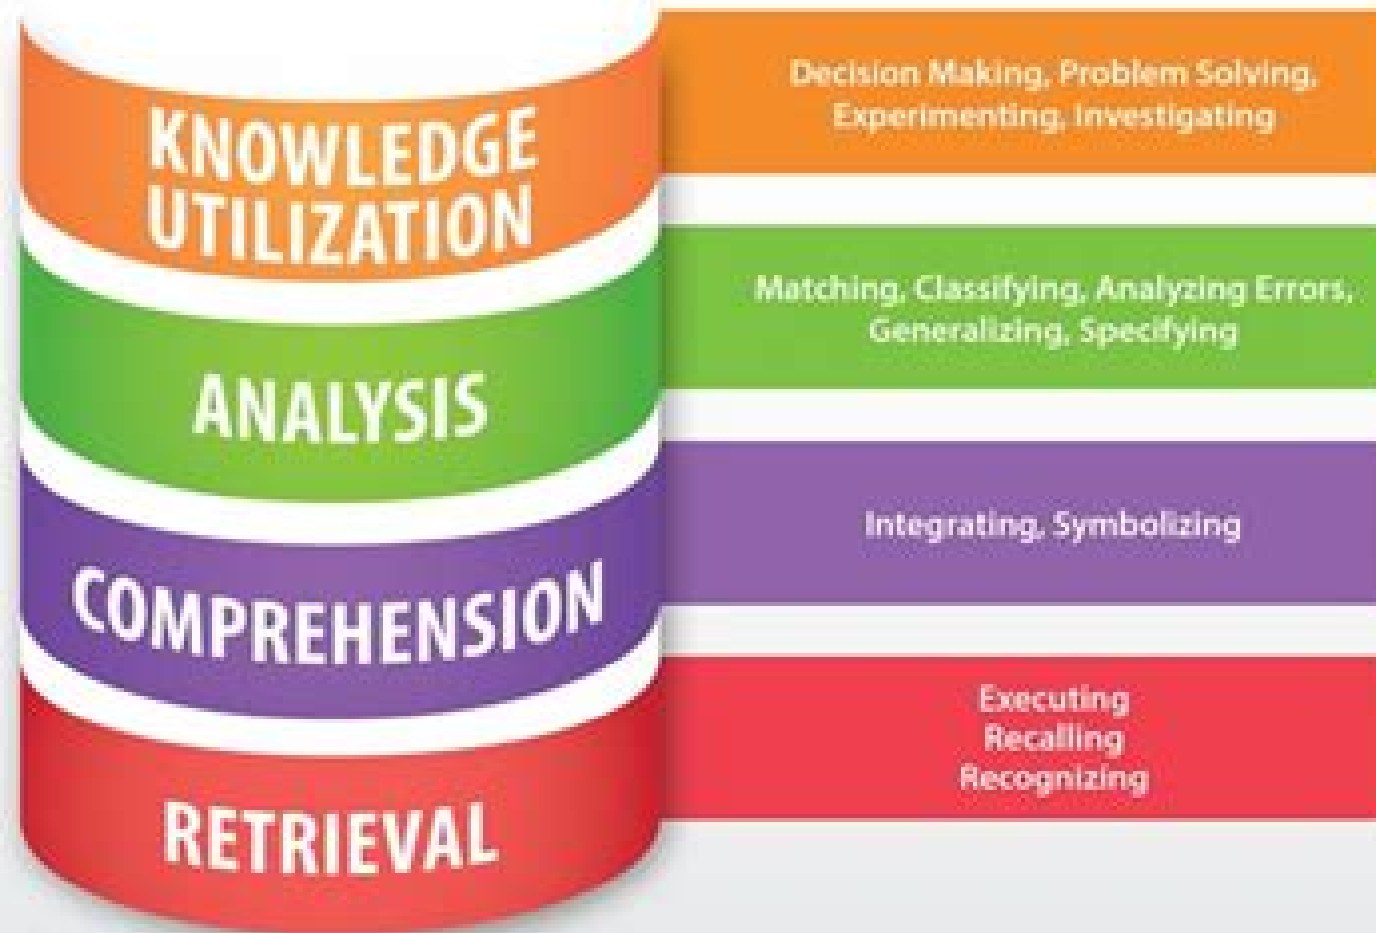 KNOWLEDGE
UTILIZATION
Decision Making, Problem Solving,
Experimenting, Investigating
ANALYSIS
Matching, Classifying, Analyzing Errors,
Generalizing, Specifying
COMPREHENSION
Integrating, Symbolizing
RETRIEVAL
Executing
Recalling
Recognizing